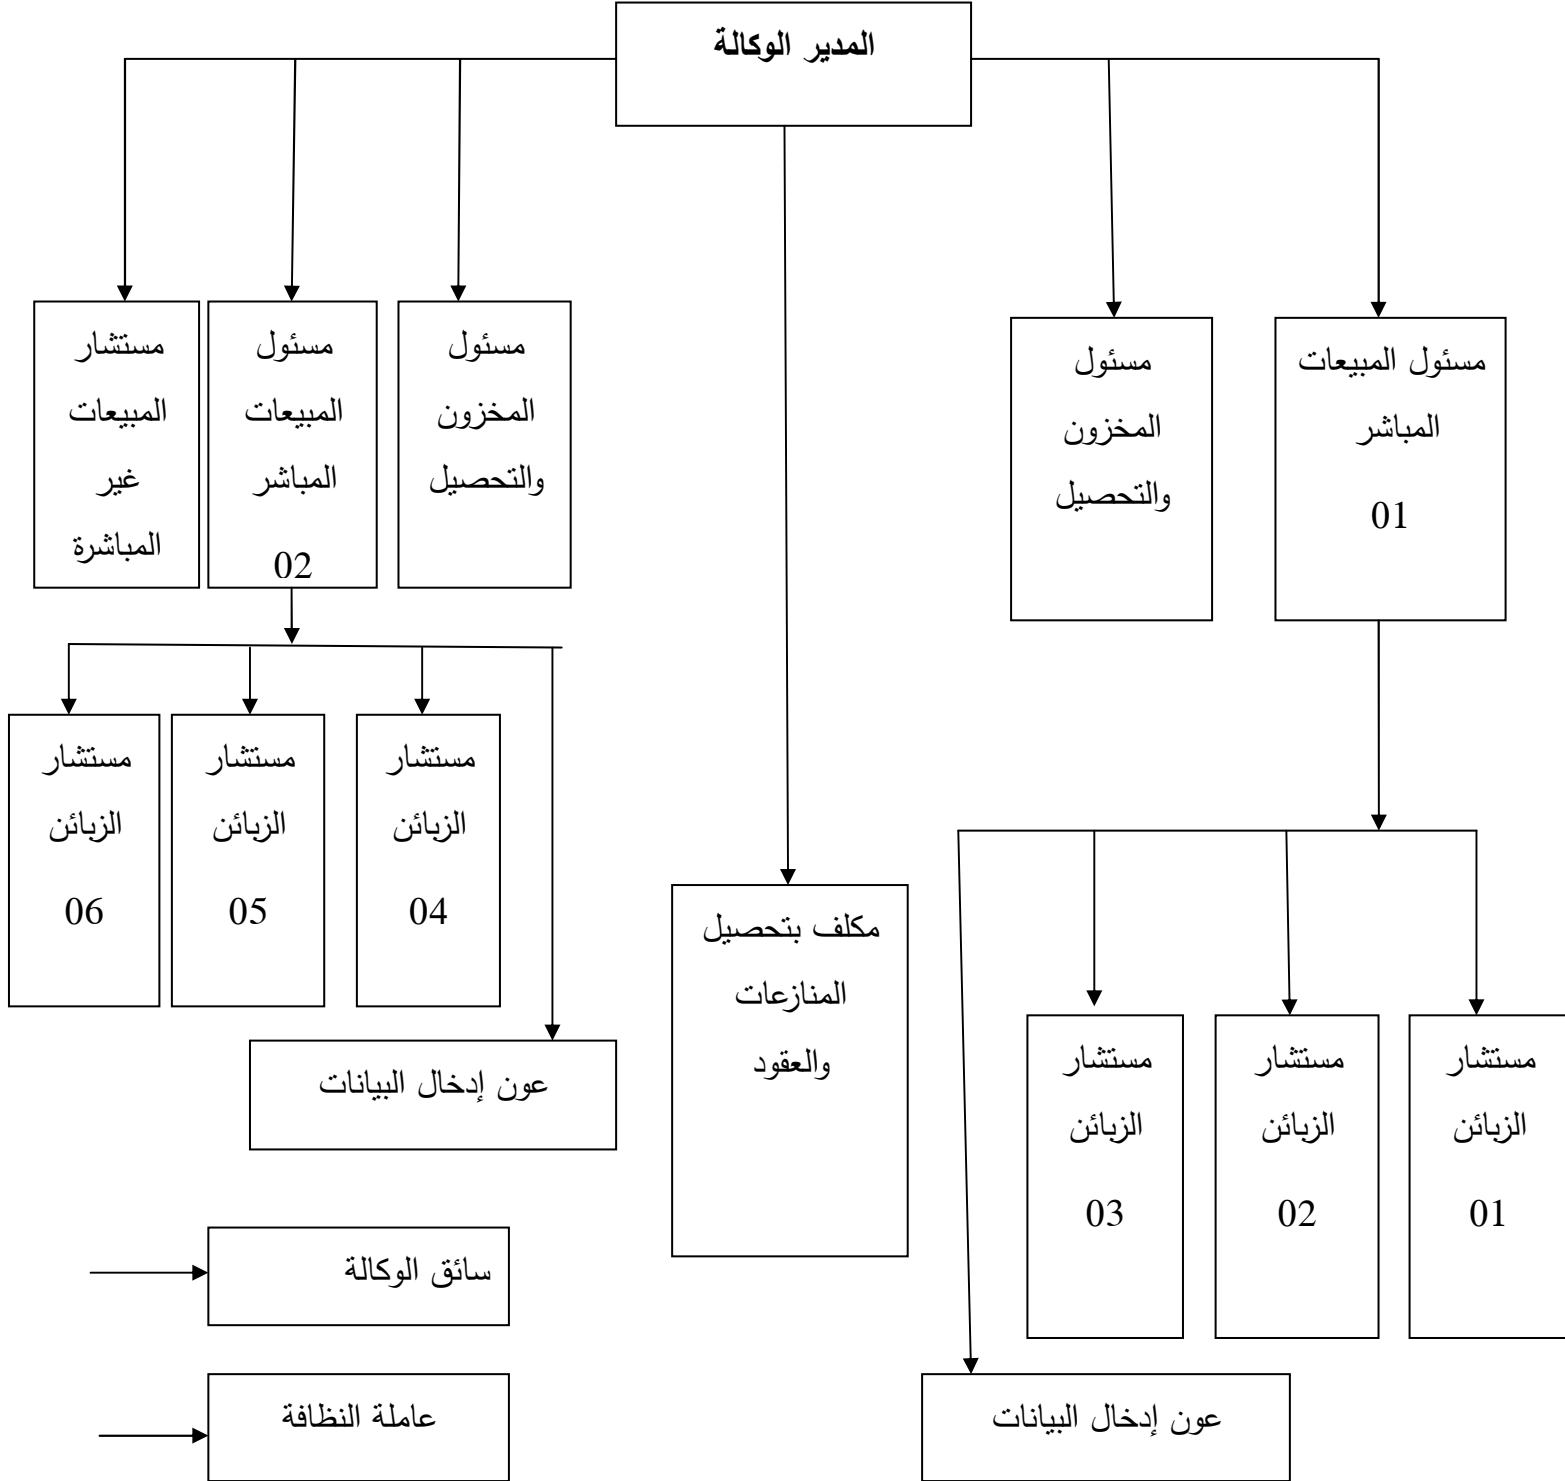 المدير الوكالة
مسئول المبيعات
المباشر
01
مسئول
المخزون
والتحصيل
مسئول
المخزون
والتحصيل
مسئول
المبيعات
المباشر
02
مستشار
المبيعات
غير
المباشرة
مستشار
الزبائن
04
مستشار
الزبائن
05
مستشار
الزبائن
06
مكلف بتحصيل
المنازعات
والعقود
مستشار
الزبائن
01
مستشار
الزبائن
02
مستشار
الزبائن
03
عون إدخال البيانات
سائق الوكالة
عون إدخال البيانات
عاملة النظافة